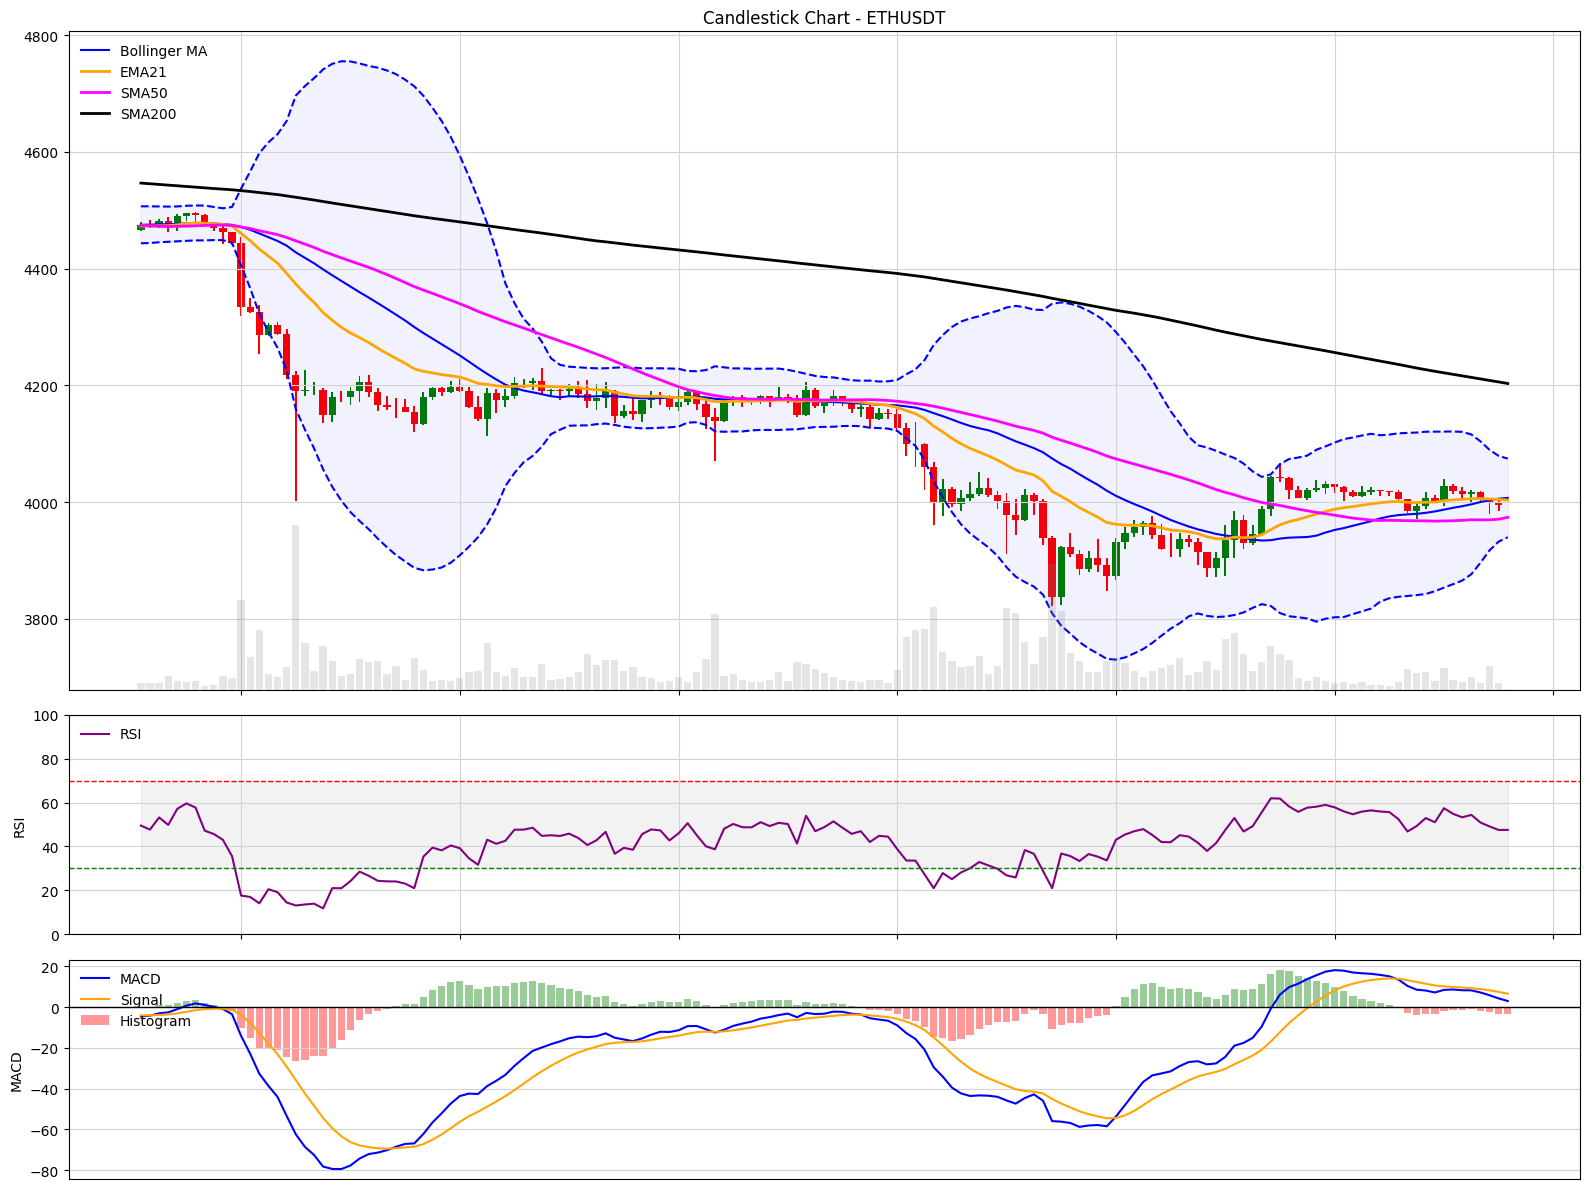 Candlestick Chart - ETHUSDT
4800
4600
4400
4200
4000
3800
Bollinger MA
EMA21
SMA50
SMA200
100
80
60
40
20
0
RSI
RSI
20
0
−20
−40
−60
−80
MACD
MACD
Signal
Histogram